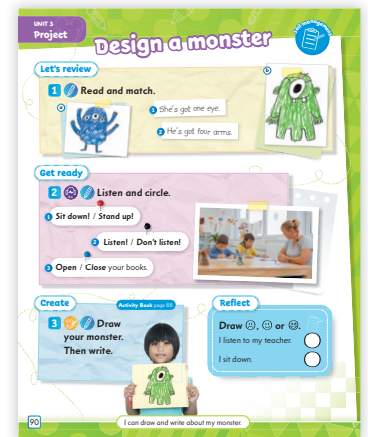 UNIT 5
Project
Design a monster
self-management
Let's review
1 Read and match.
a
b
1 She's got one eye.
2 He's got four arms.
Get ready
2 Listen and circle.
1 Sit down! / Stand up!
2 Listen! / Don't listen!
3 Open / Close your books.
Create
Activity Book page 88
3 Draw
your monster.
Then write.
Reflect
Draw ☹, 🙂 or 😃.
I listen to my teacher.
I sit down.
90
I can draw and write about my monster.